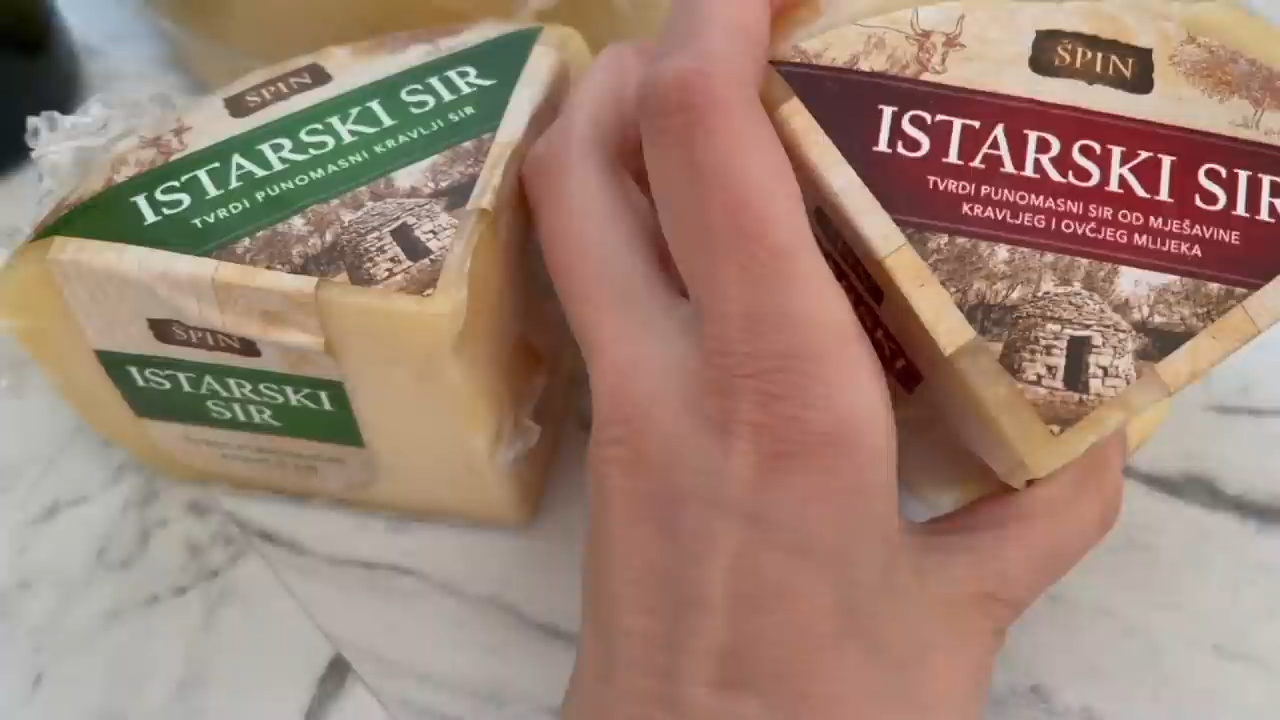 ŠPIN
ISTARSKI SIR
TVRDI PUNOMASNI KRAVLJI SIR
ŠPIN
ISTARSKI
SIR
ŠPIN
ISTARSKI SIR
TVRDI PUNOMASNI SIR OD MJEŠAVINE
KRAVLJEG I OVČJEG MLIJEKA